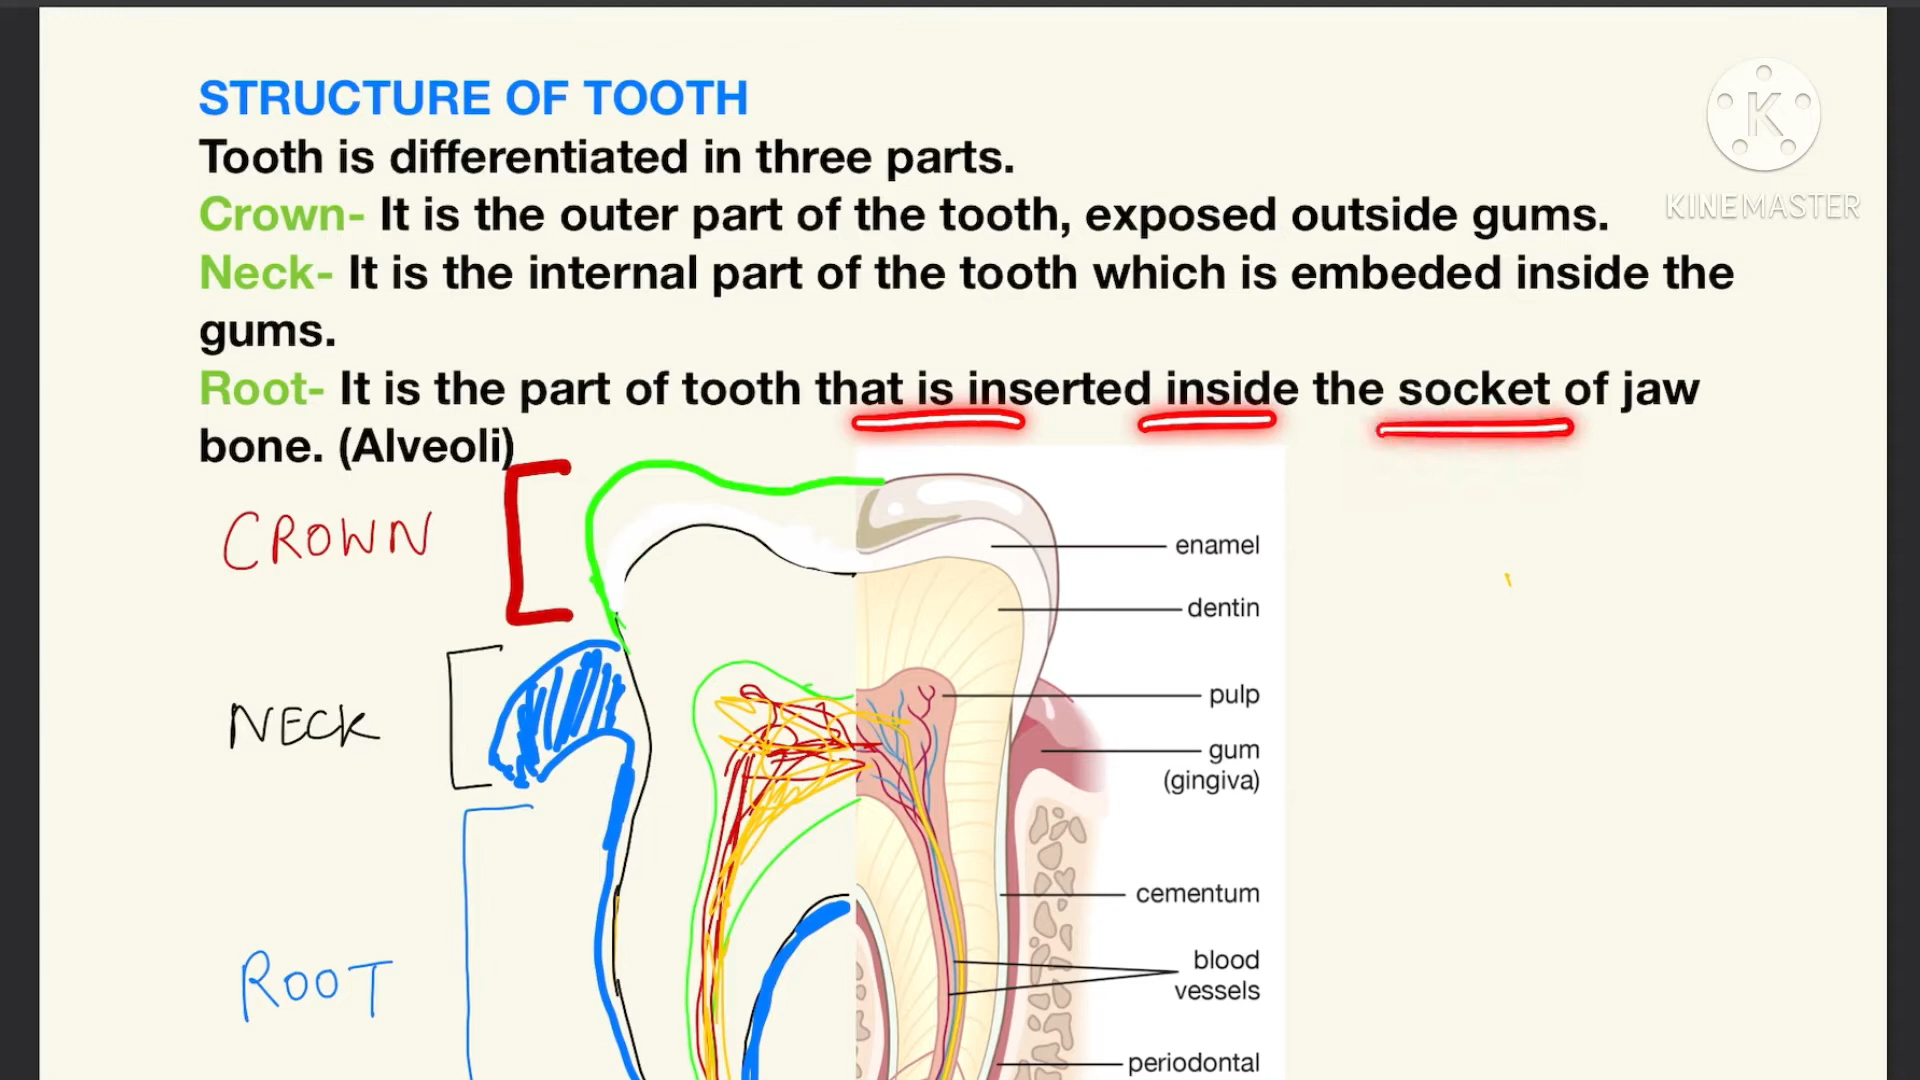 STRUCTURE OF TOOTH
Tooth is differentiated in three parts.
Crown- It is the outer part of the tooth, exposed outside gums.
Neck- It is the internal part of the tooth which is embeded inside the
gums.
Root- It is the part of tooth that is inserted inside the socket of jaw
bone. (Alveoli)
K
KINEMASTER
CROWN
NECK
ROOT
enamel
dentin
pulp
gum
(gingiva)
cementum
blood
vessels
periodontal